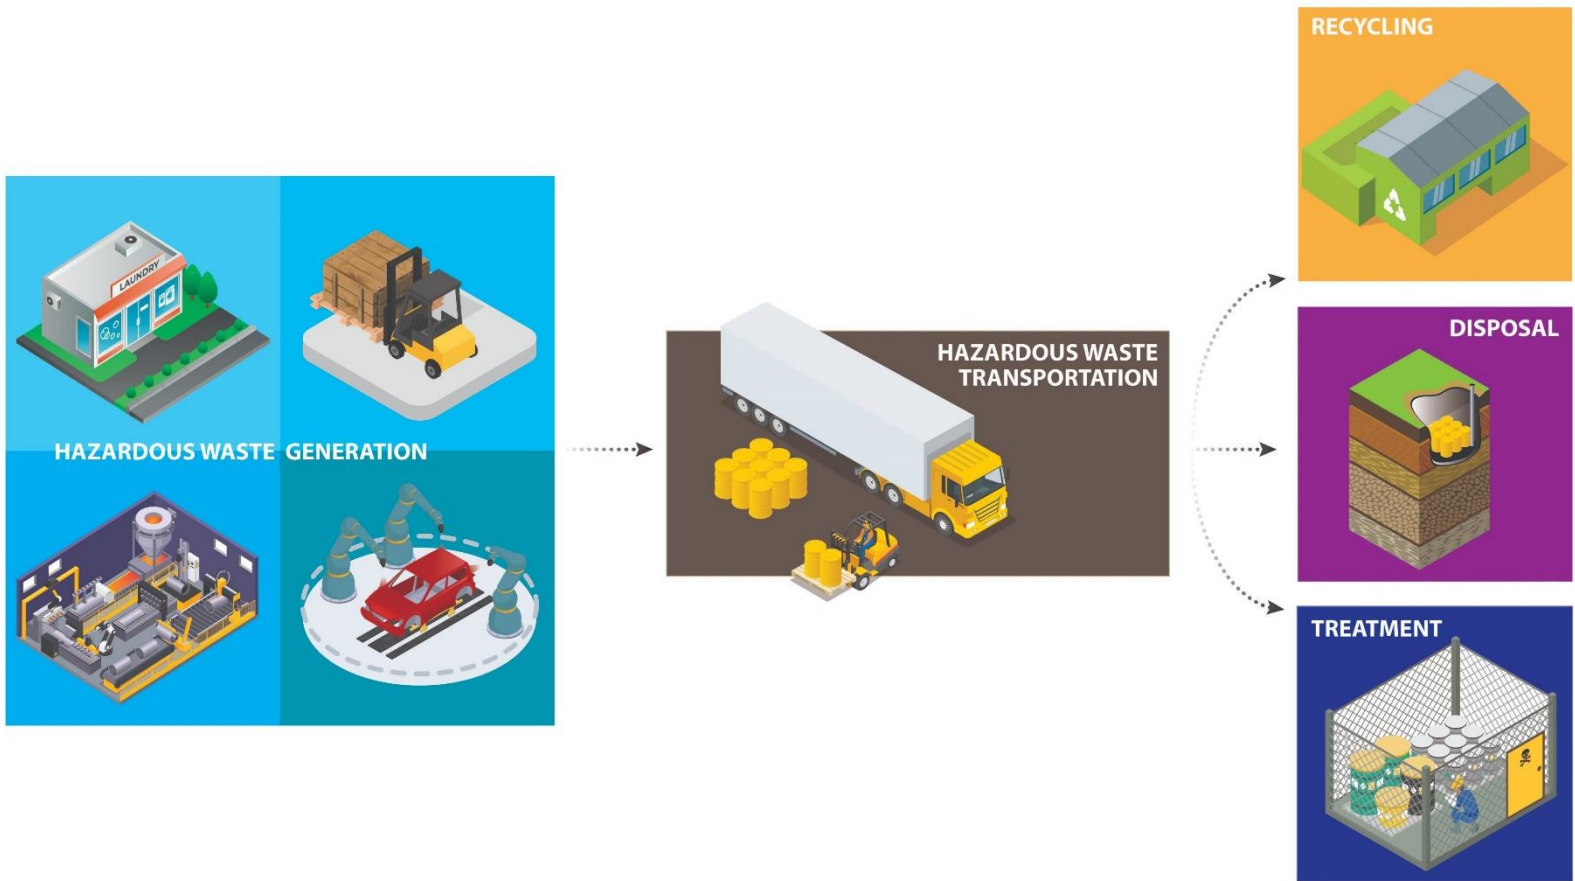 LAUNDRY
HAZARDOUS WASTE GENERATION
HAZARDOUS WASTE
TRANSPORTATION
RECYCLING
DISPOSAL
TREATMENT